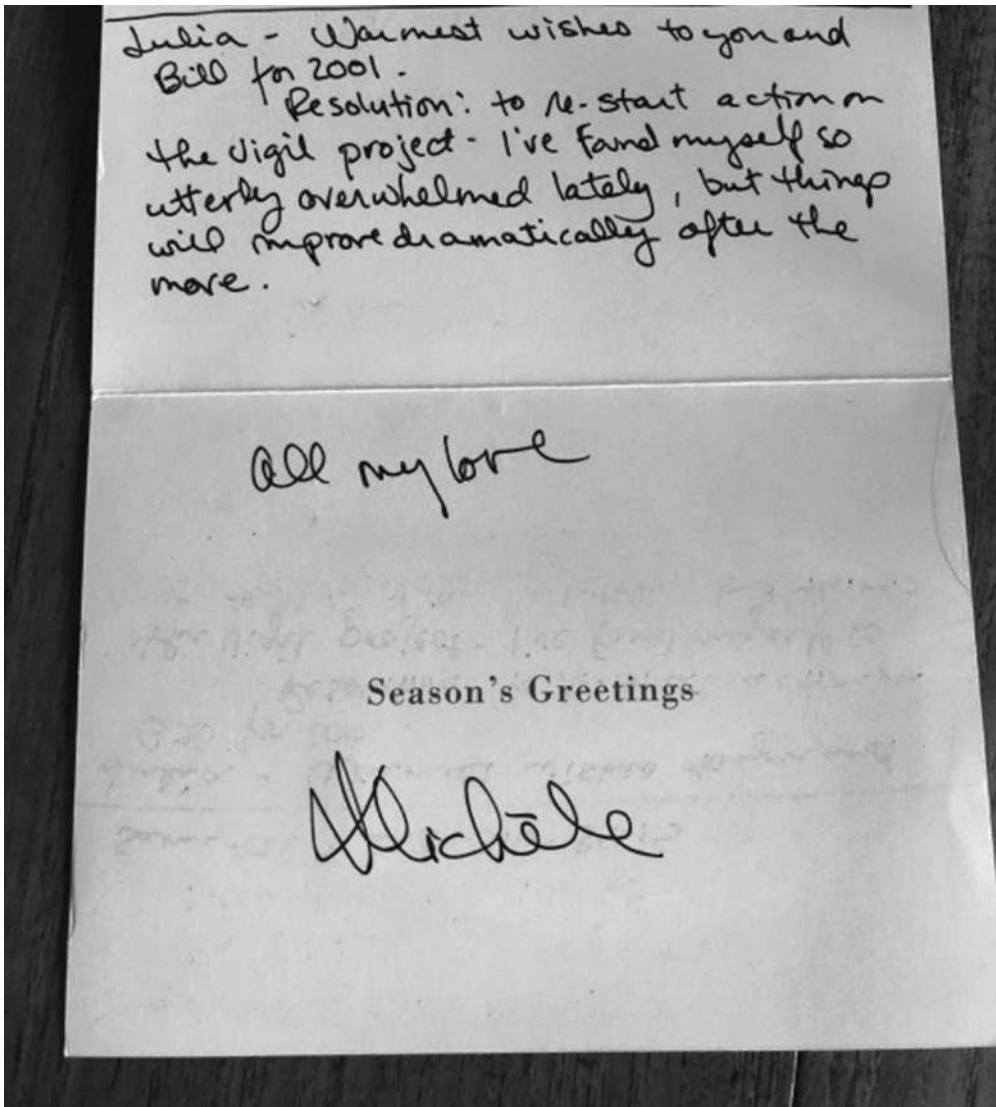 Julia - Warmest wishes to you and
Bill for 2001.
Resolution: to re-start action on
the Vigil project - I've found myself so
utterly overwhelmed lately, but things
will improve dramatically after the
move.
All my love
Season's Greetings
Michèle